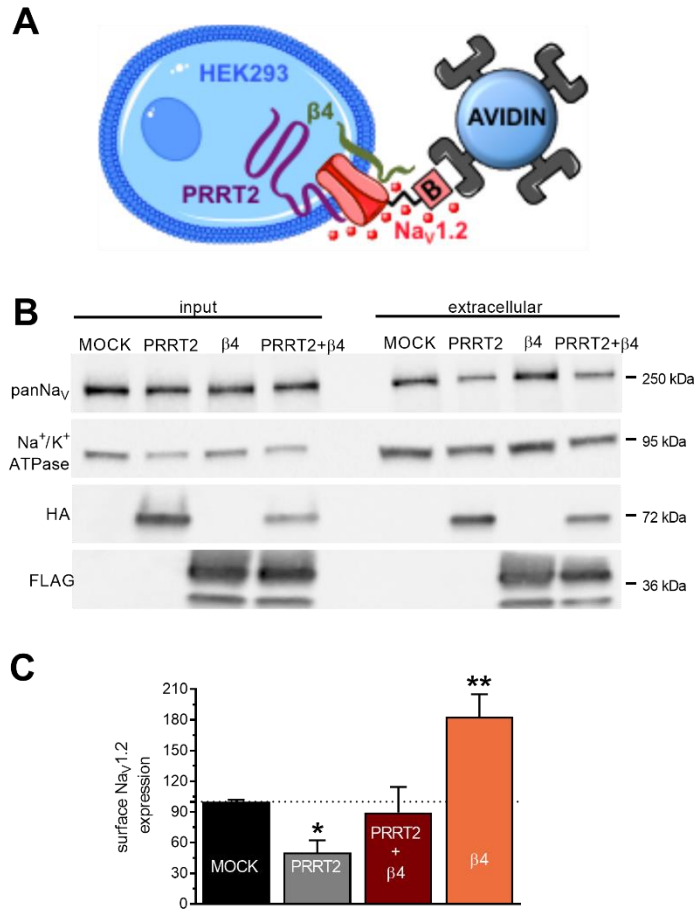 A
HEK293
β4
AVIDIN
PRRT2
B
Naᵥ1.2
B
input extracellular
MOCK PRRT2 β4 PRRT2+β4 MOCK PRRT2 β4 PRRT2+β4
panNaᵥ 250 kDa
Na⁺/K⁺
ATPase 95 kDa
HA 72 kDa
FLAG 36 kDa
C
surface Naᵥ1.2
expression
210
180
150
120
90
60
30
0
MOCK
*
PRRT2
PRRT2
+
β4
**
β4